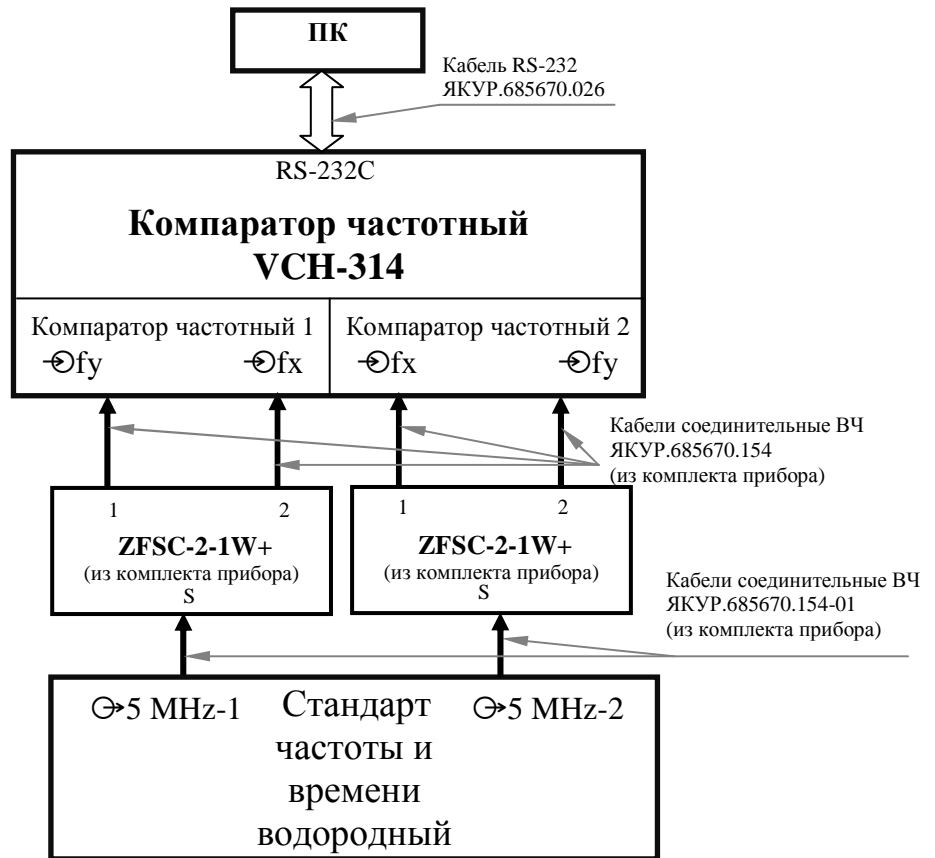 ПК
Кабель RS-232
ЯКУР.685670.026
RS-232C
Компаратор частотный
VCH-314
Компаратор частотный 1
Компаратор частотный 2
fy
fx
fx
fy
Кабели соединительные ВЧ
ЯКУР.685670.154
(из комплекта прибора)
1
2
1
2
ZFSC-2-1W+
(из комплекта прибора)
S
ZFSC-2-1W+
(из комплекта прибора)
S
Кабели соединительные ВЧ
ЯКУР.685670.154-01
(из комплекта прибора)
5 MHz-1
Стандарт
частоты и
времени
водородный
5 MHz-2